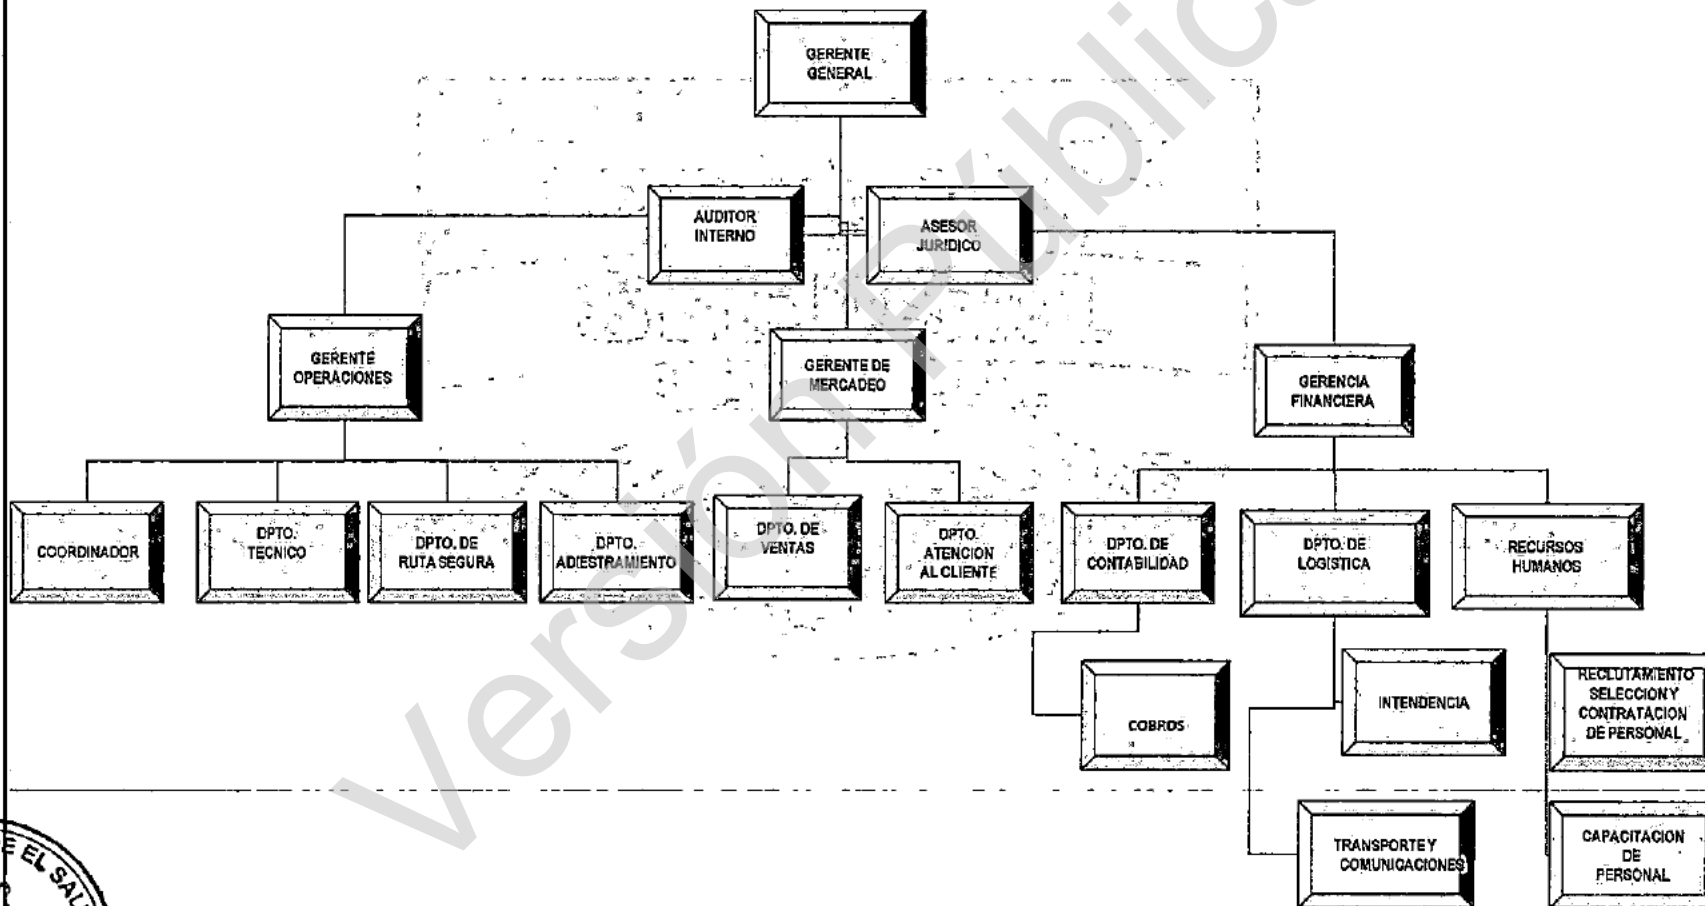 GERENTE
GENERAL
AUDITOR
INTERNO
ASESOR
JURIDICO
GERENTE
OPERACIONES
GERENTE DE
MERCADEO
GERENCIA
FINANCIERA
COORDINADOR
DPTO.
TECNICO
DPTO. DE
RUTA SEGURA
DPTO.
ADIESTRAMIENTO
DPTO. DE
VENTAS
DPTO.
ATENCION
AL CLIENTE
DPTO. DE
CONTABILIDAD
DPTO. DE
LOGISTICA
RECURSOS
HUMANOS
COBROS
INTENDENCIA
RECLUTAMIENTO
SELECCION Y
CONTRATACION
DE PERSONAL
TRANSPORTE Y
COMUNICACIONES
CAPACITACION
DE
PERSONAL
Versión Pública
EL